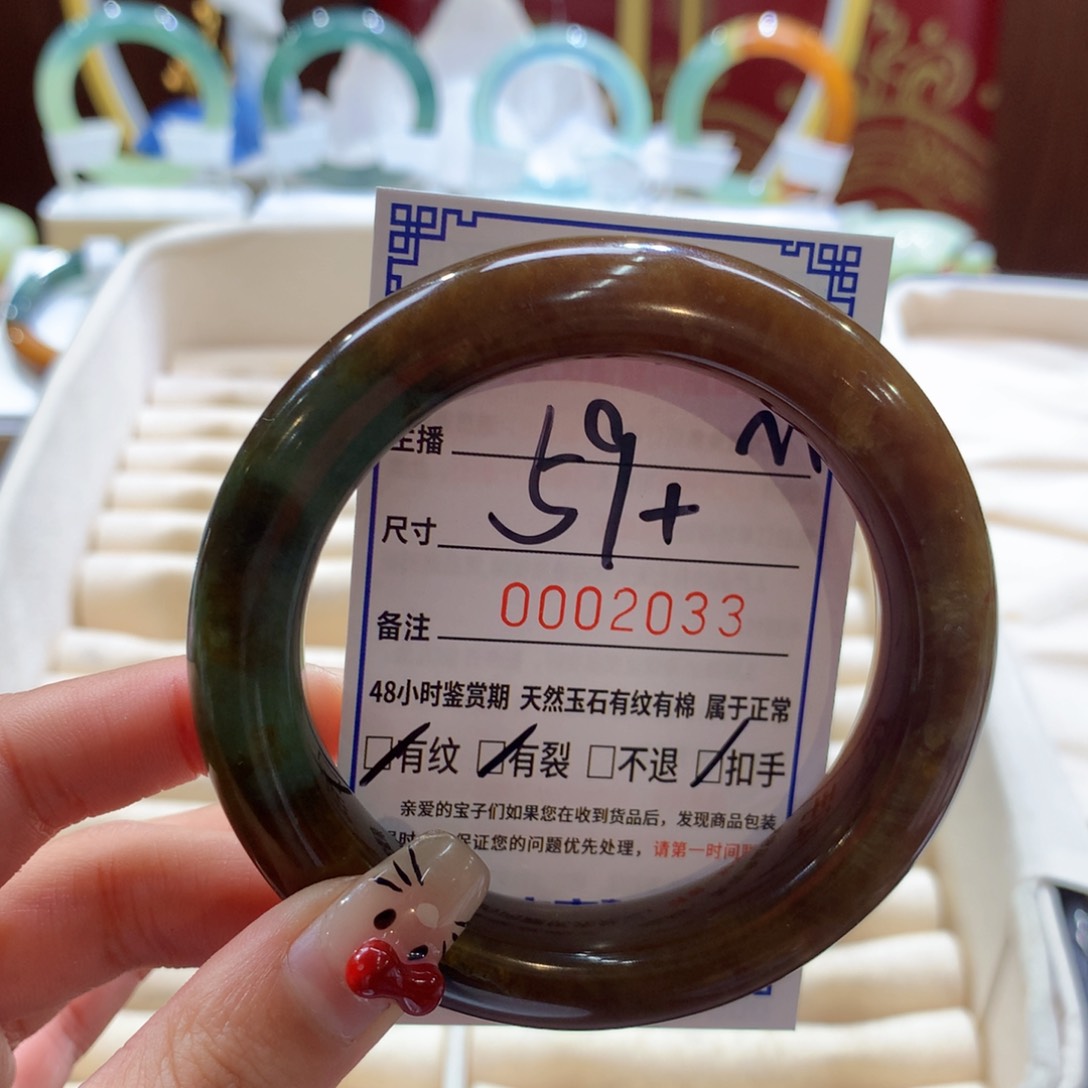 主播
尺寸 59+
备注 0002033
48小时鉴赏期 天然玉石有纹有棉 属于正常
☐有纹 ☐有裂 ☐不退 ☐扣手
亲爱的宝子们如果您在收到货品后，发现商品包装
保证您的问题优先处理，请第一时间